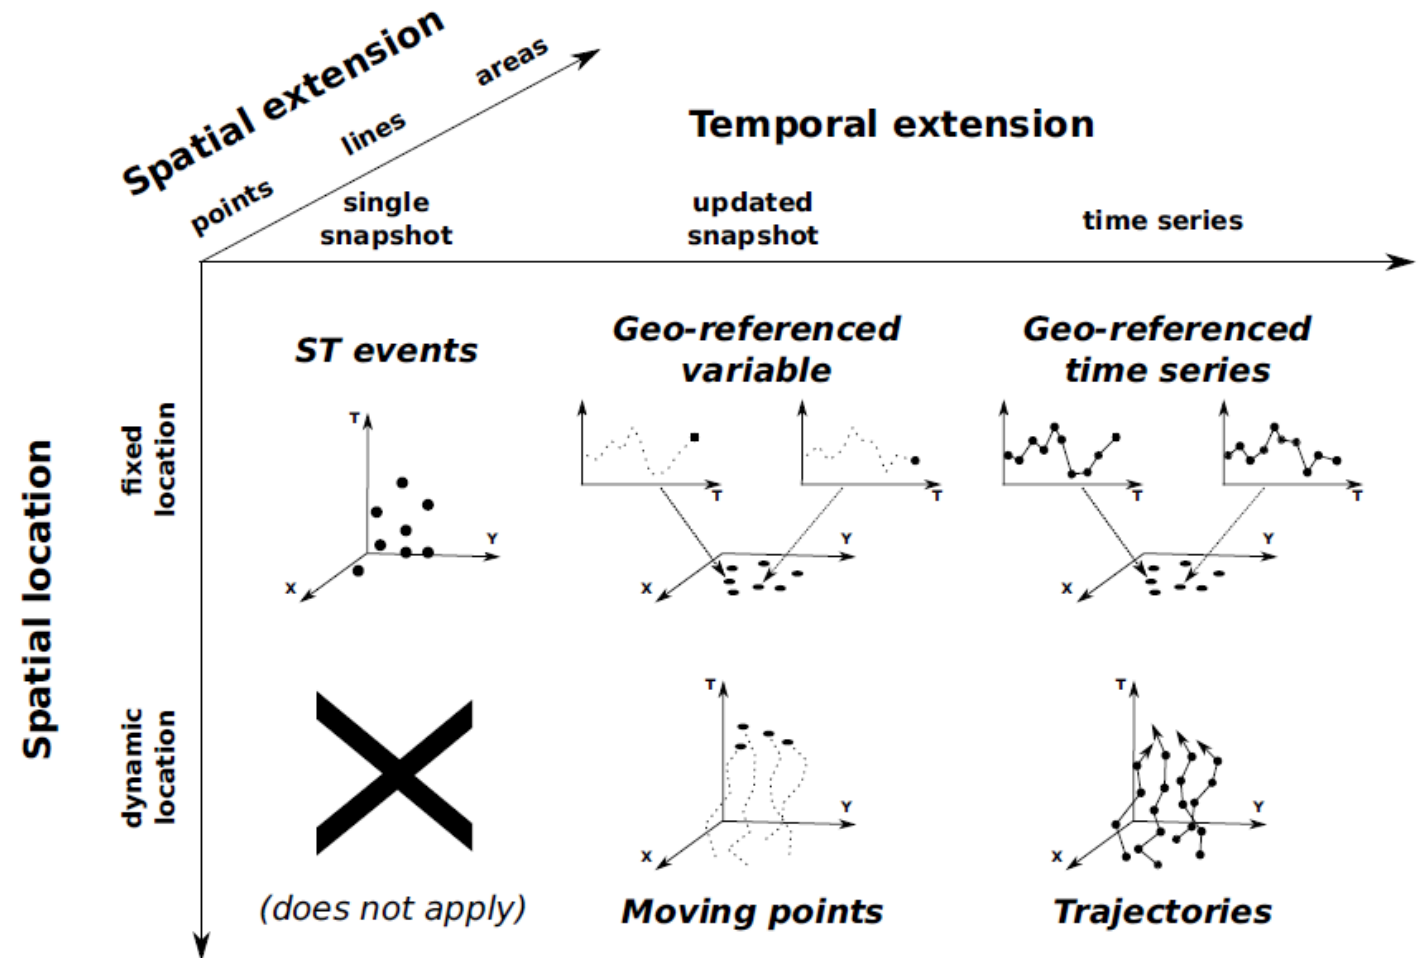 Spatial extension
points
lines
areas
Temporal extension
single
snapshot
updated
snapshot
time series
Spatial location
fixed
location
dynamic
location
ST events
T
Y
X
Geo-referenced
variable
T
T
Y
X
Geo-referenced
time series
T
T
Y
X
(does not apply)
T
Y
X
Moving points
T
Y
X
Trajectories